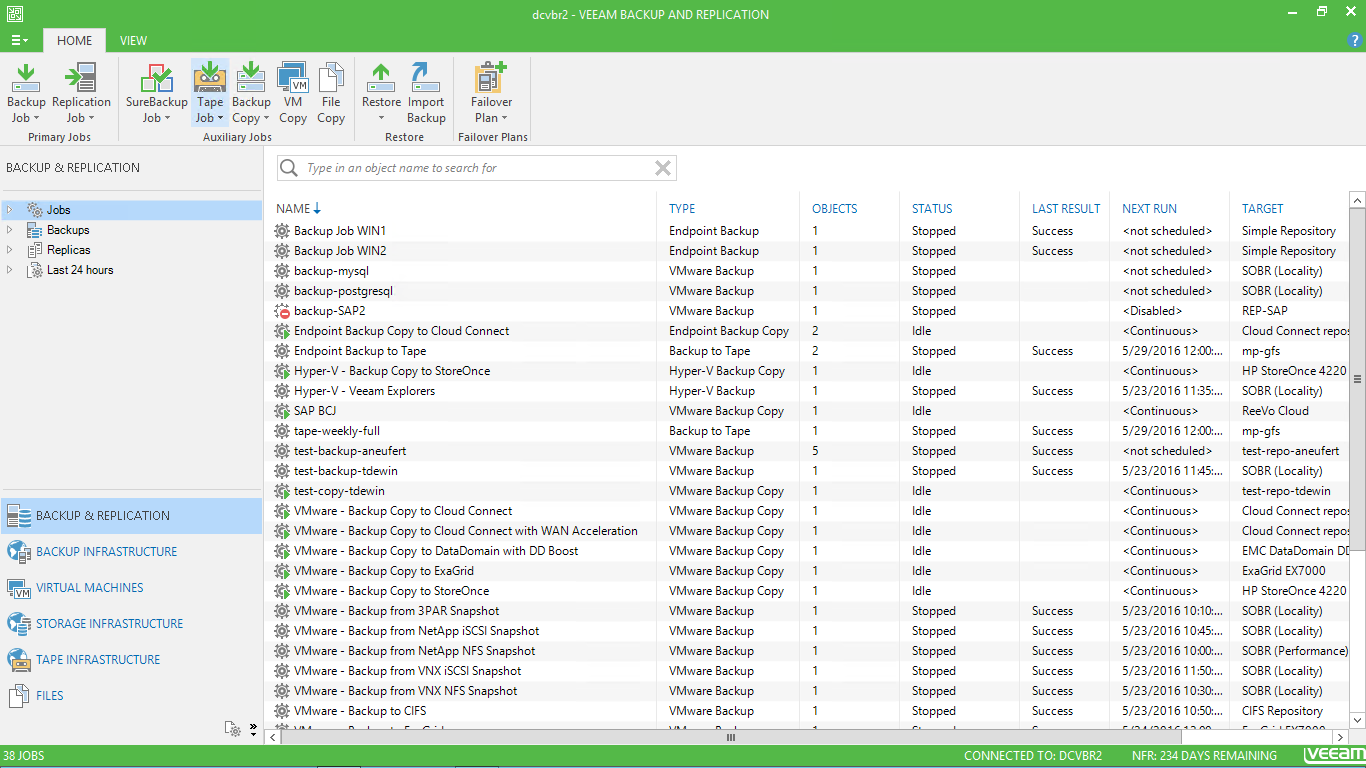 dcvbr2 - VEEAM BACKUP AND REPLICATION
HOME VIEW
Backup Job
Replication Job
Primary Jobs
SureBackup Job
Tape Job
Backup Copy
VM Copy
File Copy
Auxiliary Jobs
Restore
Import Backup
Restore
Failover Plan
Failover Plans
BACKUP & REPLICATION
Jobs
Backups
Replicas
Last 24 hours
BACKUP & REPLICATION
BACKUP INFRASTRUCTURE
VIRTUAL MACHINES
STORAGE INFRASTRUCTURE
TAPE INFRASTRUCTURE
FILES
Type in an object name to search for
NAME TYPE OBJECTS STATUS LAST RESULT NEXT RUN TARGET
Backup Job WIN1 Endpoint Backup 1 Stopped Success <not scheduled> Simple Repository
Backup Job WIN2 Endpoint Backup 1 Stopped Success <not scheduled> Simple Repository
backup-mysql VMware Backup 1 Stopped <not scheduled> SOBR (Locality)
backup-postgresql VMware Backup 1 Stopped <not scheduled> SOBR (Locality)
backup-SAP2 VMware Backup 1 Stopped <Disabled> REP-SAP
Endpoint Backup Copy to Cloud Connect Endpoint Backup Copy 2 Idle <Continuous> Cloud Connect repos
Endpoint Backup to Tape Backup to Tape 2 Stopped Success 5/29/2016 12:00:... mp-gfs
Hyper-V - Backup Copy to StoreOnce Hyper-V Backup Copy 1 Idle <Continuous> HP StoreOnce 4220
Hyper-V - Veeam Explorers Hyper-V Backup 1 Stopped Success 5/23/2016 11:35:... SOBR (Locality)
SAP BCJ VMware Backup Copy 1 Idle <Continuous> ReeVo Cloud
tape-weekly-full Backup to Tape 1 Stopped Success 5/29/2016 12:00:... mp-gfs
test-backup-aneufert VMware Backup 5 Stopped Success <not scheduled> test-repo-aneufert
test-backup-tdewin VMware Backup 1 Stopped Success 5/23/2016 11:45:... SOBR (Locality)
test-copy-tdewin VMware Backup Copy 1 Idle <Continuous> test-repo-tdewin
VMware - Backup Copy to Cloud Connect VMware Backup Copy 1 Idle <Continuous> Cloud Connect repos
VMware - Backup Copy to Cloud Connect with WAN Acceleration VMware Backup Copy 1 Idle <Continuous> Cloud Connect repos
VMware - Backup Copy to DataDomain with DD Boost VMware Backup Copy 1 Idle <Continuous> EMC DataDomain DD
VMware - Backup Copy to ExaGrid VMware Backup Copy 1 Idle <Continuous> ExaGrid EX7000
VMware - Backup Copy to StoreOnce VMware Backup Copy 1 Idle <Continuous> HP StoreOnce 4220
VMware - Backup from 3PAR Snapshot VMware Backup 1 Stopped Success 5/23/2016 10:10:... SOBR (Locality)
VMware - Backup from NetApp iSCSI Snapshot VMware Backup 1 Stopped Success 5/23/2016 10:45:... SOBR (Locality)
VMware - Backup from NetApp NFS Snapshot VMware Backup 1 Stopped Success 5/23/2016 10:00:... SOBR (Performance)
VMware - Backup from VNX iSCSI Snapshot VMware Backup 1 Stopped Success 5/23/2016 11:50:... SOBR (Locality)
VMware - Backup from VNX NFS Snapshot VMware Backup 1 Stopped Success 5/23/2016 10:30:... SOBR (Locality)
VMware - Backup to CIFS VMware Backup 1 Stopped Success 5/23/2016 10:50:... CIFS Repository
38 JOBS CONNECTED TO: DCVBR2 NFR: 234 DAYS REMAINING veeam